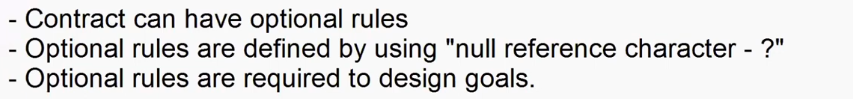 - Contract can have optional rules
- Optional rules are defined by using "null reference character - ?"
- Optional rules are required to design goals.